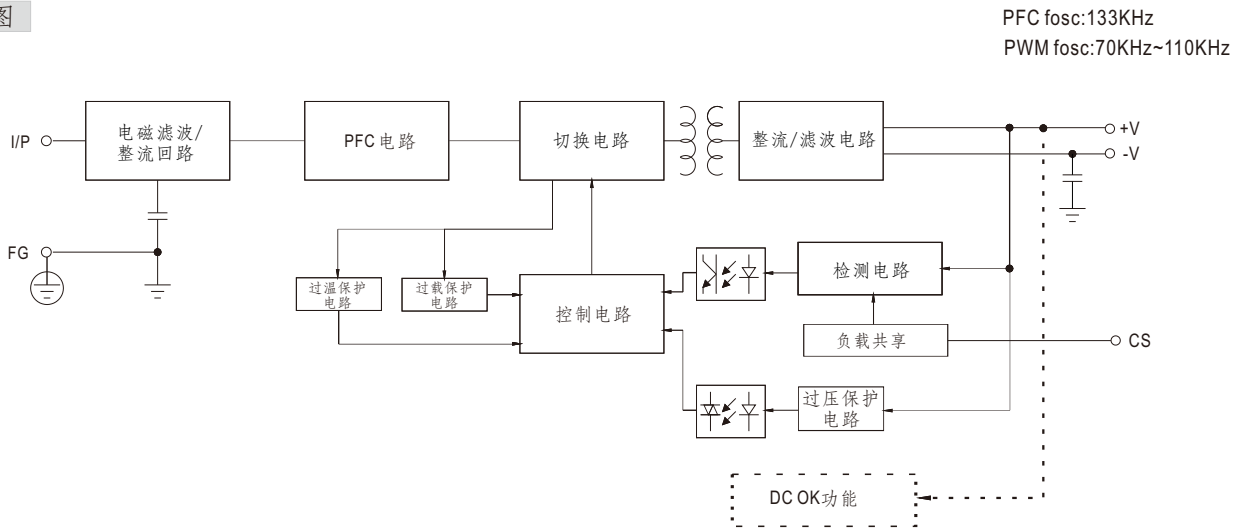 图
PFC fosc:133KHz
PWM fosc:70KHz~110KHz
I/P
电磁滤波/
整流回路
PFC 电路
切换电路
整流/滤波电路
+V
-V
FG
过温保护
电路
过载保护
电路
控制电路
检测电路
负载共享
CS
过压保护
电路
DC OK功能